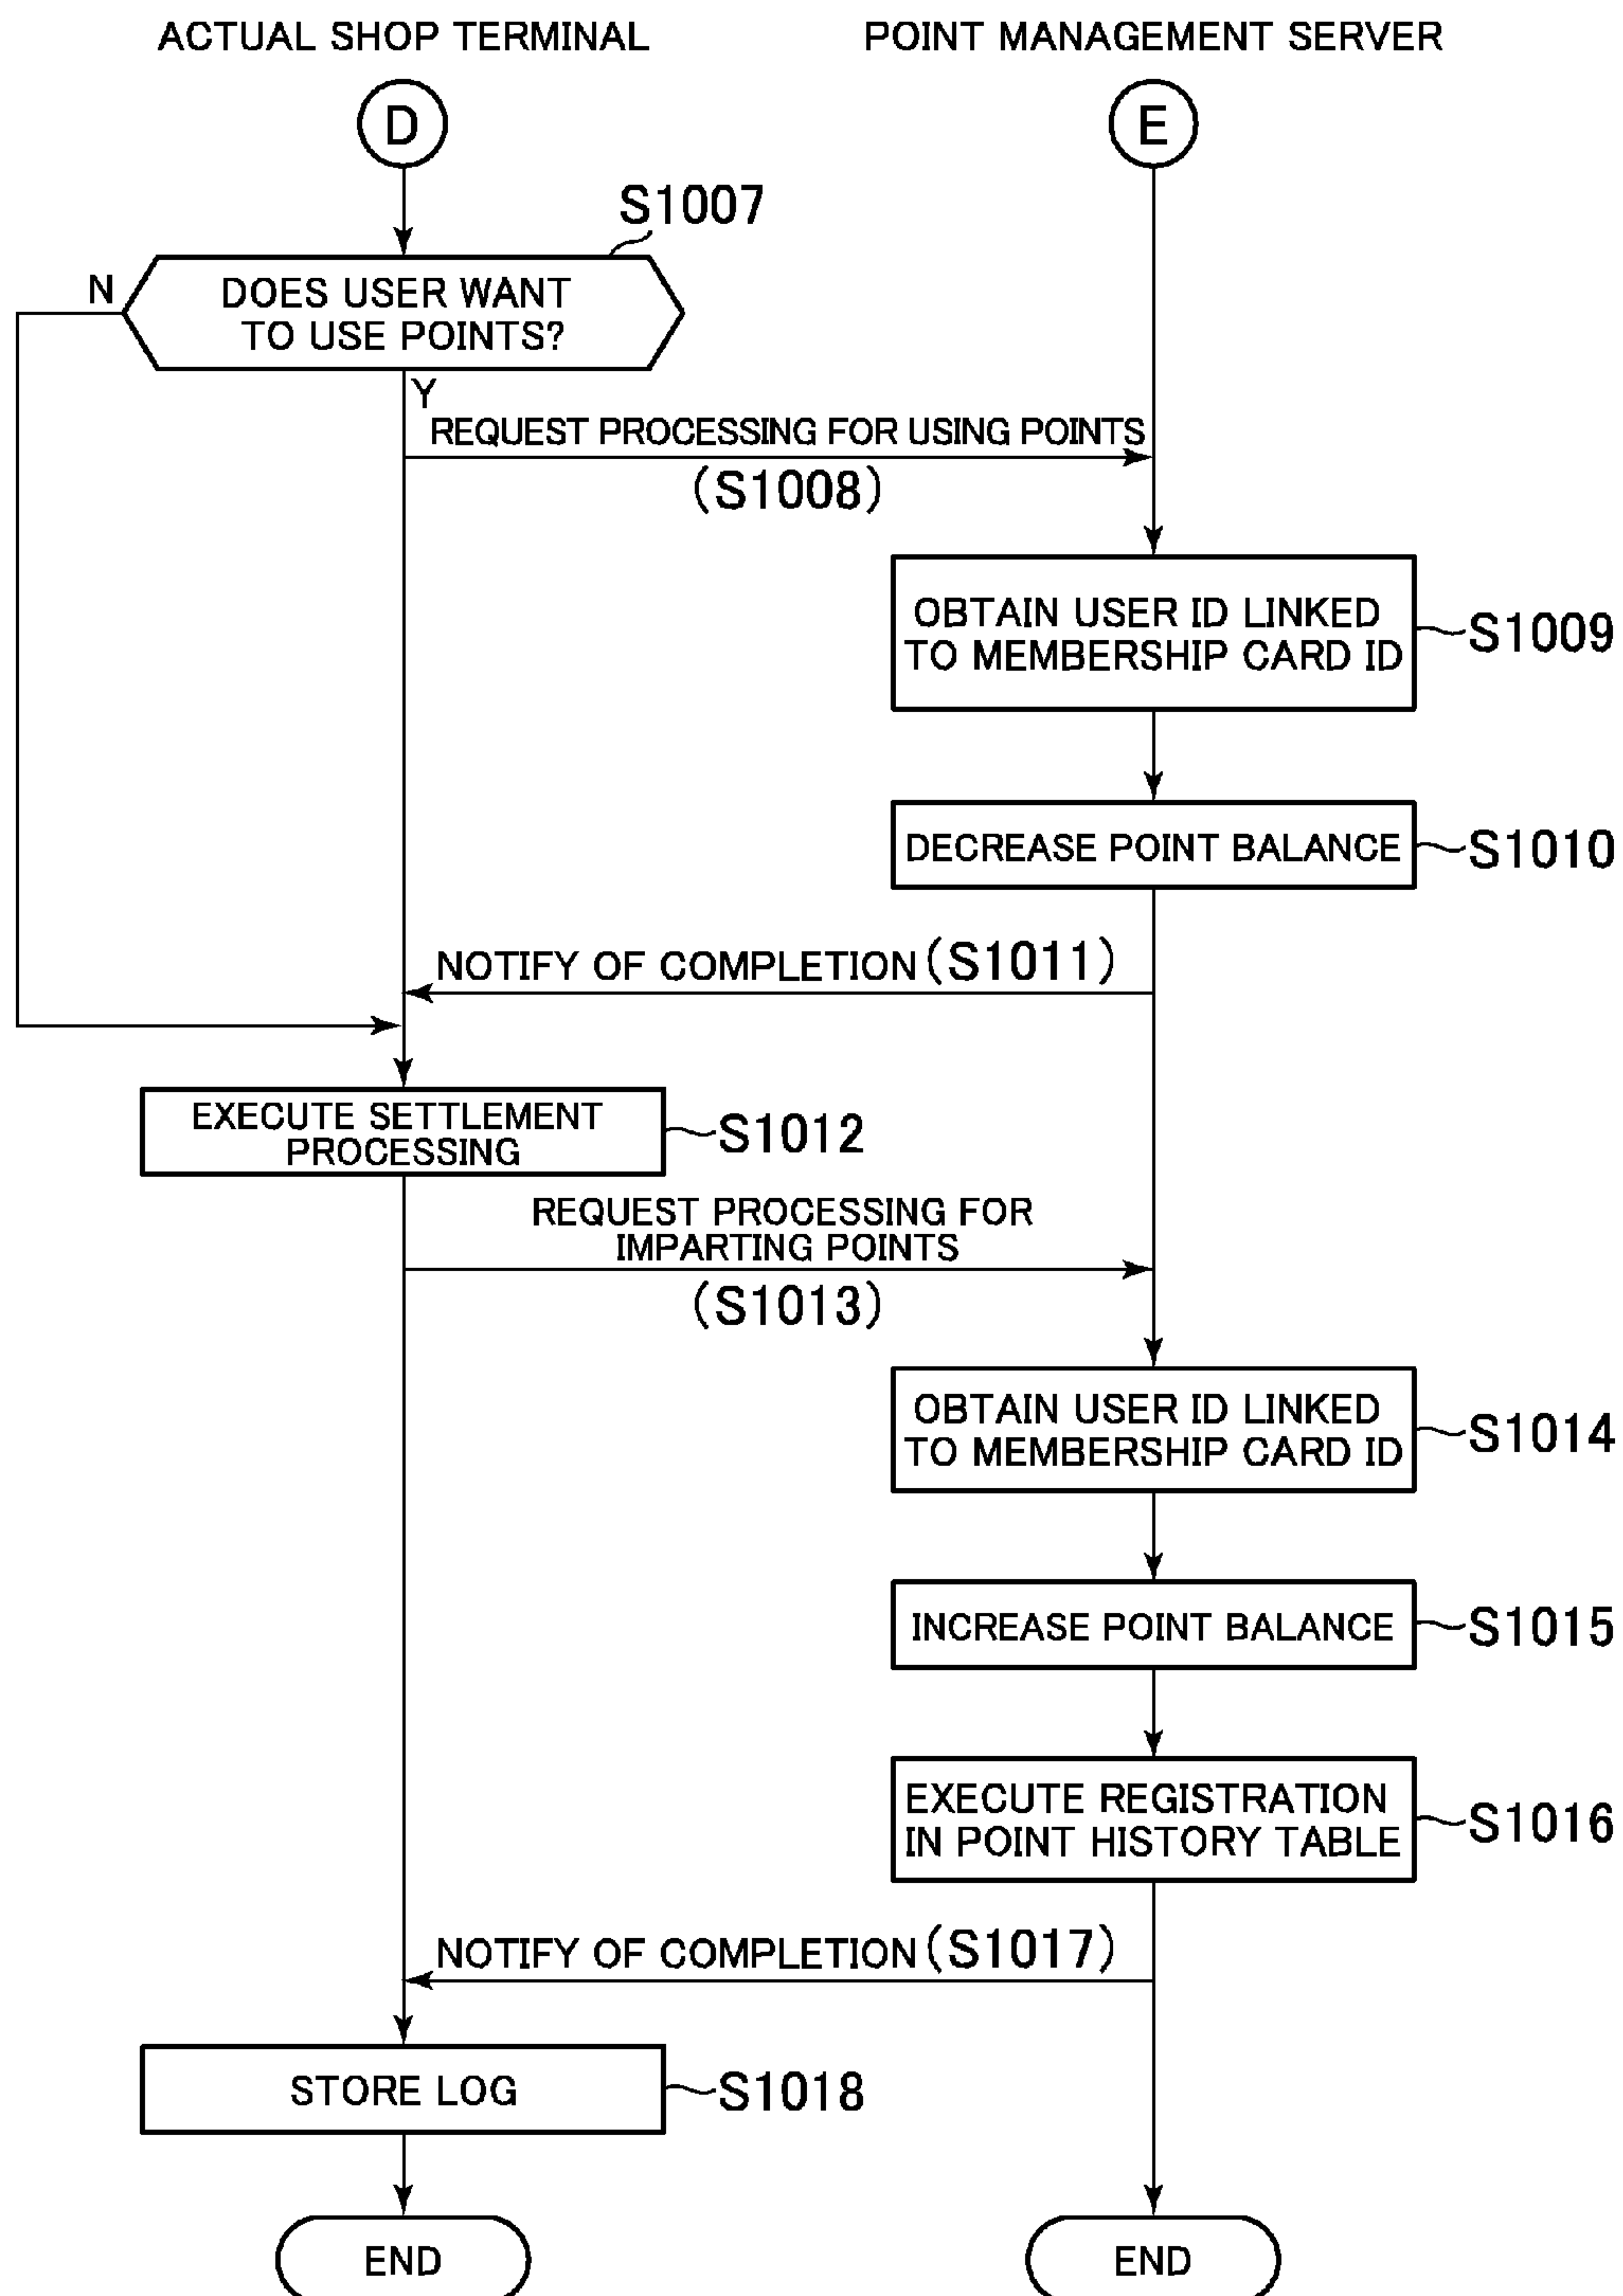 ACTUAL SHOP TERMINAL
POINT MANAGEMENT SERVER
D
E
S1007
N
DOES USER WANT
TO USE POINTS?
Y
REQUEST PROCESSING FOR USING POINTS
(S1008)
OBTAIN USER ID LINKED
TO MEMBERSHIP CARD ID
S1009
DECREASE POINT BALANCE
S1010
NOTIFY OF COMPLETION (S1011)
EXECUTE SETTLEMENT
PROCESSING
S1012
REQUEST PROCESSING FOR
IMPARTING POINTS
(S1013)
OBTAIN USER ID LINKED
TO MEMBERSHIP CARD ID
S1014
INCREASE POINT BALANCE
S1015
EXECUTE REGISTRATION
IN POINT HISTORY TABLE
S1016
NOTIFY OF COMPLETION (S1017)
STORE LOG
S1018
END
END